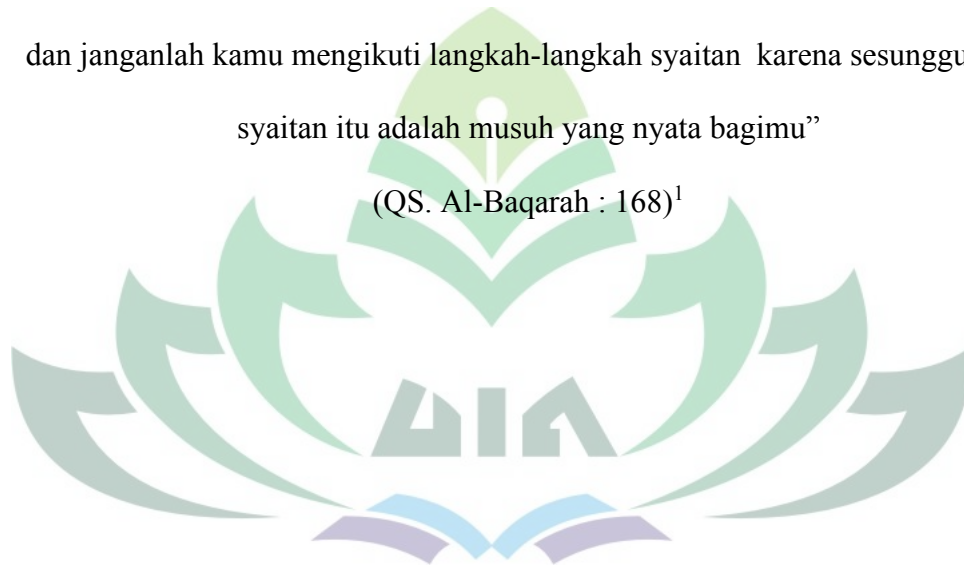 dan janganlah kamu mengikuti langkah-langkah syaitan karena sesunggu
syaitan itu adalah musuh yang nyata bagimu”
(QS. Al-Baqarah : 168)1
UIN